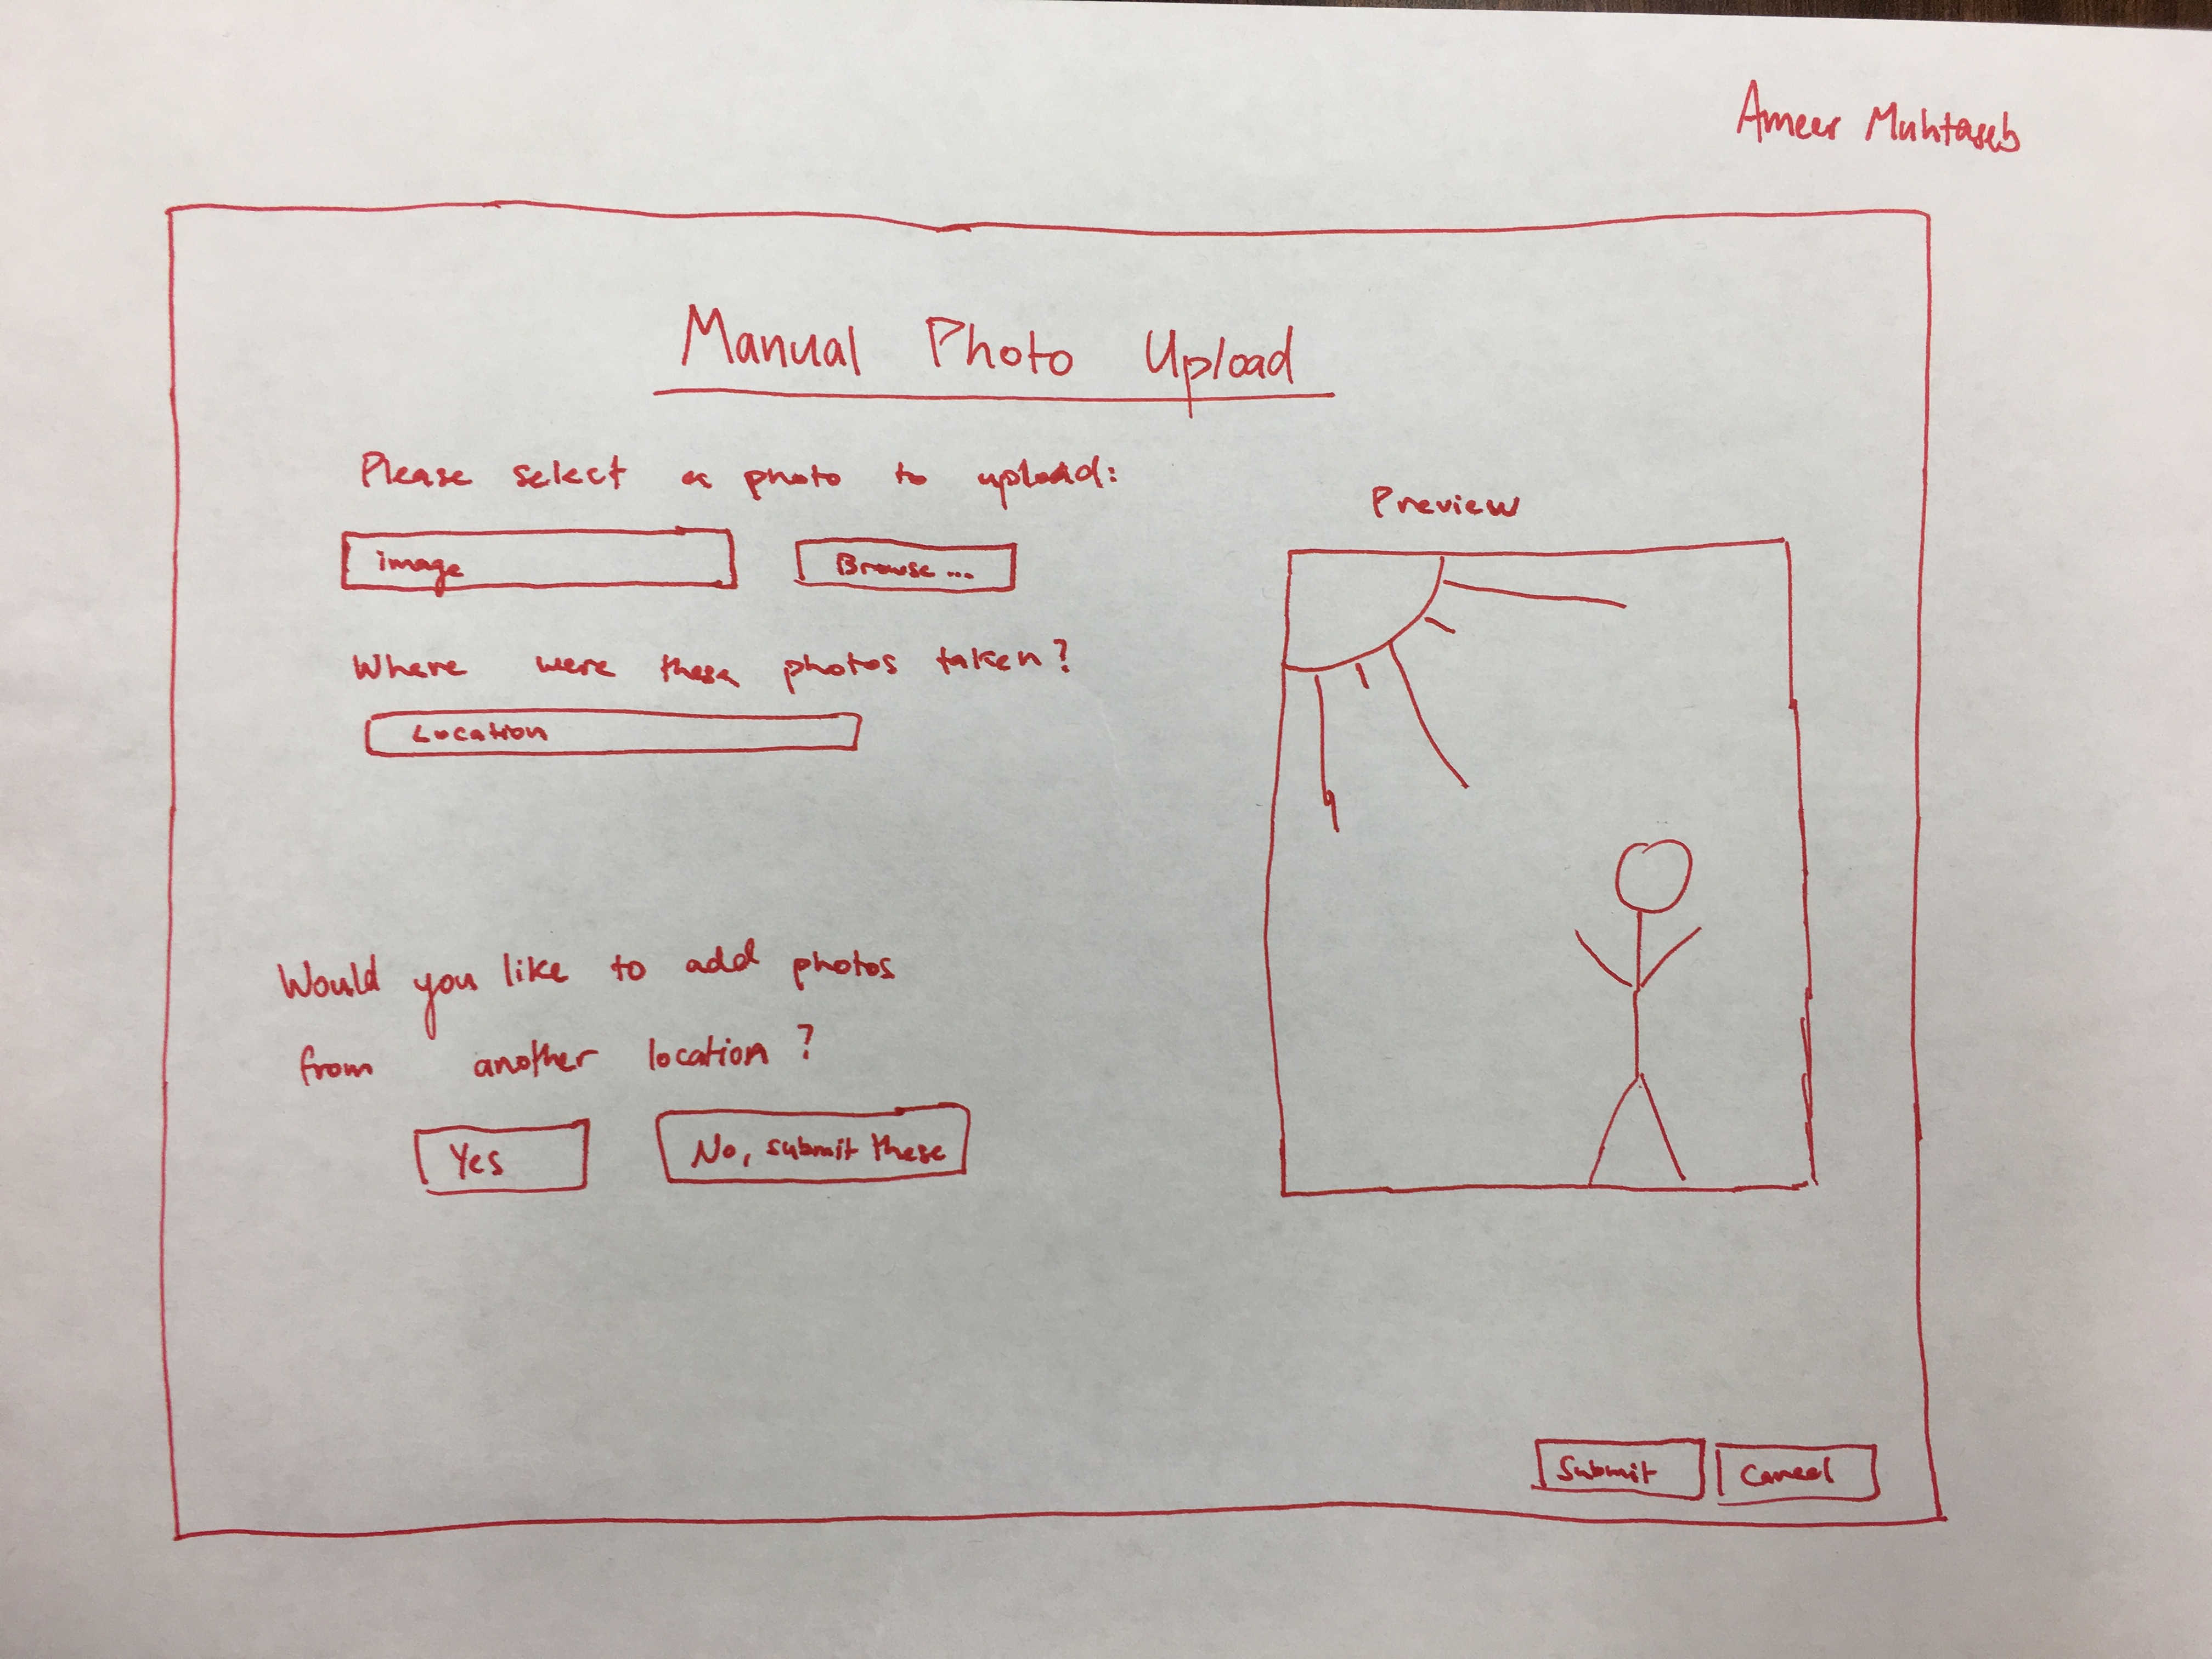 Ameer Muhtaseb
Manual Photo Upload
Please select a photo to upload:
image
Browse...
Where were these photos taken?
Location
Would you like to add photos
from another location?
Yes
No, submit these
Preview
Submit
Cancel